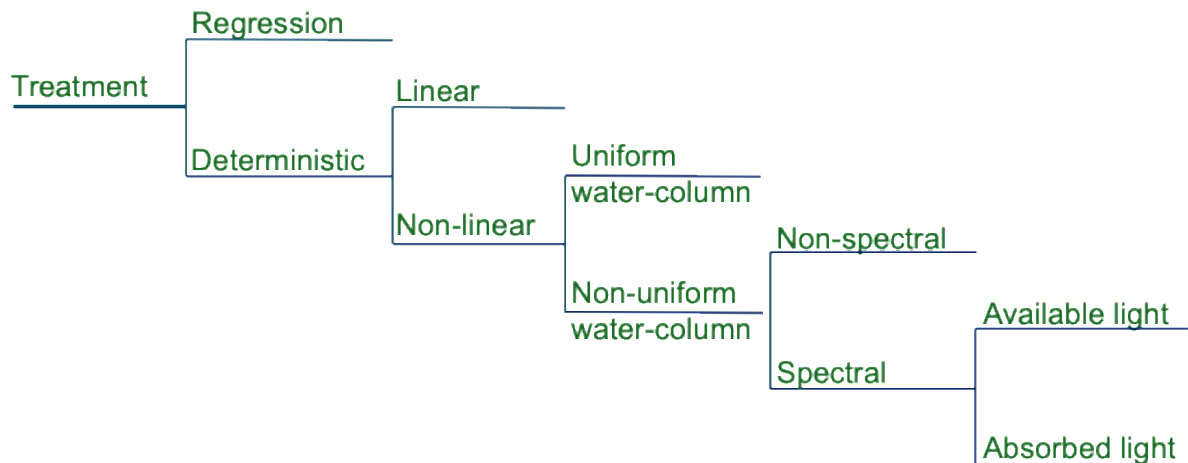 Regression
Treatment
Linear
Deterministic
Uniform
water-column
Non-linear
Non-spectral
Non-uniform
water-column
Available light
Spectral
Absorbed light